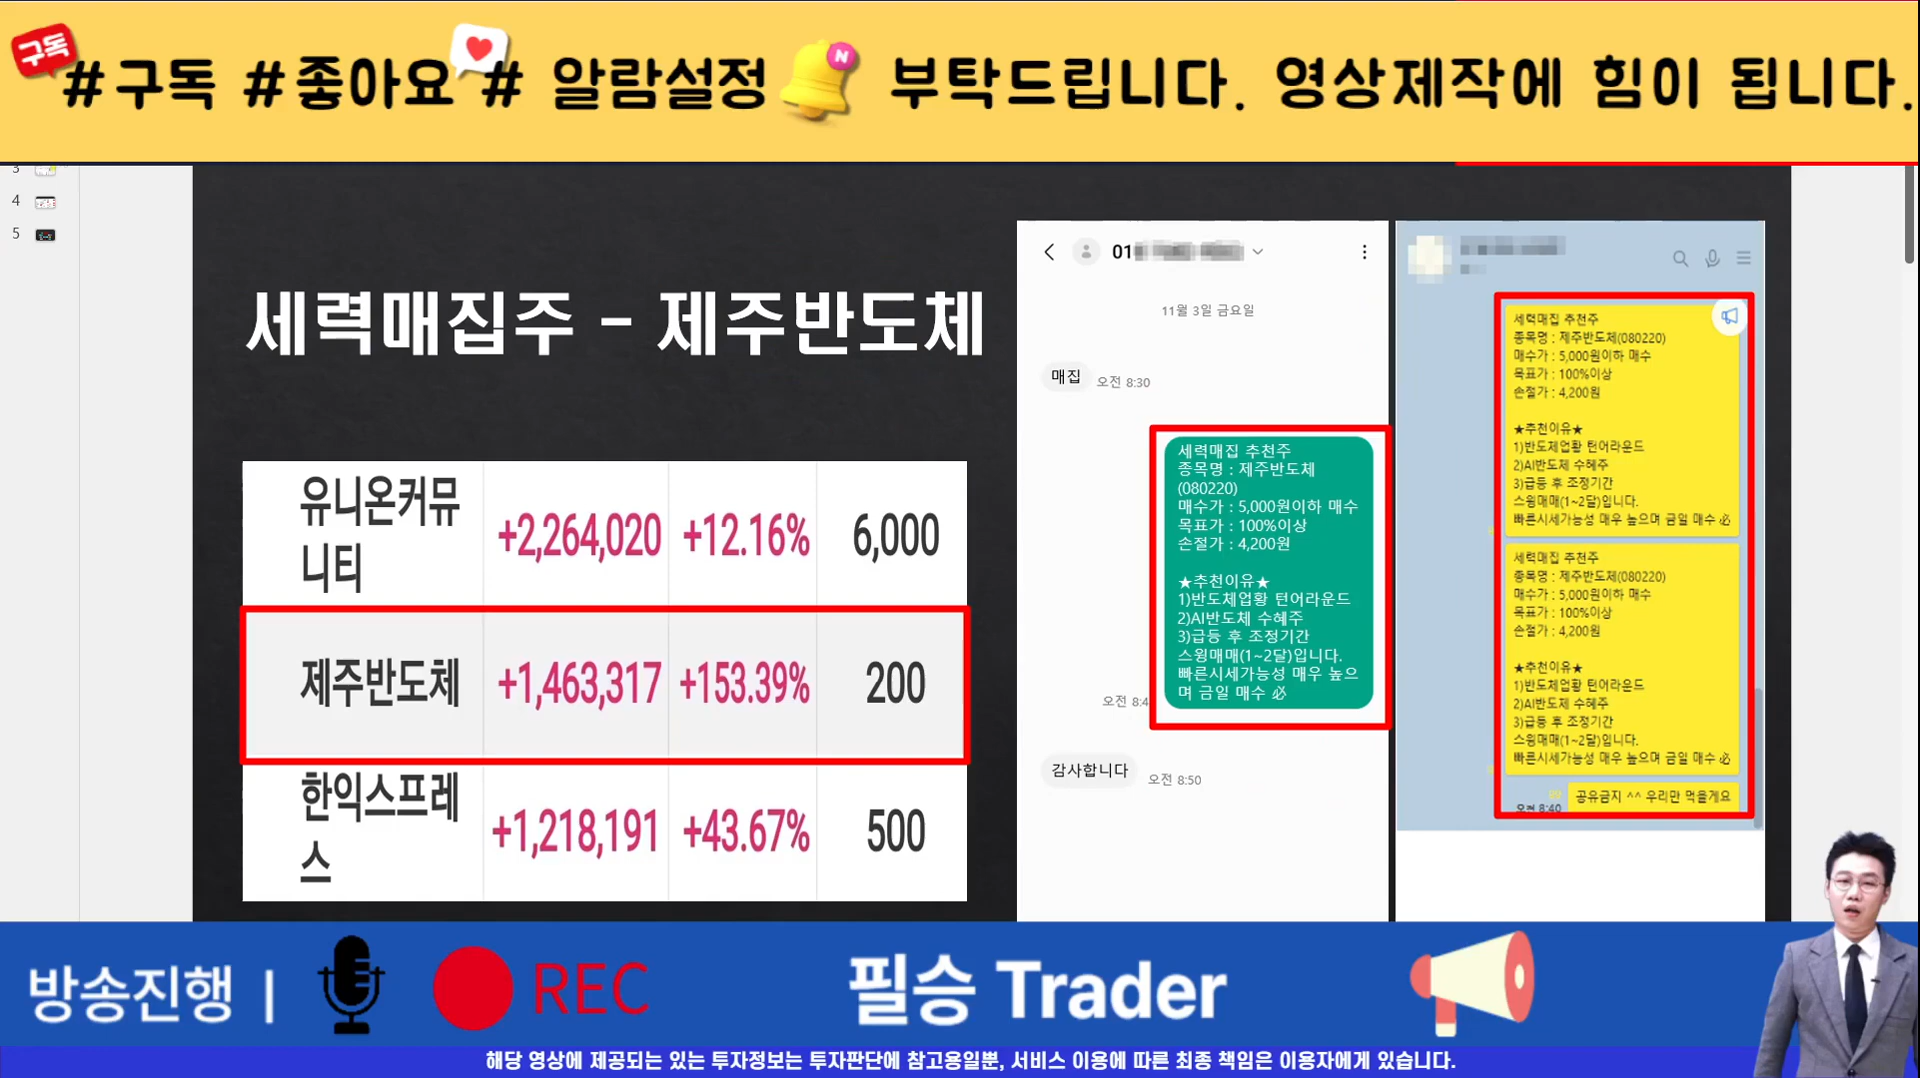 구독
#구독 #좋아요 # 알람설정 N 부탁드립니다. 영상제작에 힘이 됩니다.
3
4
5
세력매집주 - 제주반도체
유니온커뮤니티 +2,264,020 +12.16% 6,000
제주반도체 +1,463,317 +153.39% 200
한익스프레스 +1,218,191 +43.67% 500
01
11월 3일 금요일
매집 오전 8:30
세력매집 추천주
종목명 : 제주반도체
(080220)
매수가 : 5,000원이하 매수
목표가 : 100%이상
손절가 : 4,200원
★추천이유★
1)반도체업황 턴어라운드
2)AI반도체 수혜주
3)급등 후 조정기간
스윙매매(1~2달)입니다.
빠른시세가능성 매우 높으
며 금일 매수 必
오전 8:4
감사합니다 오전 8:50
세력매집 추천주
종목명 : 제주반도체(080220)
매수가 : 5,000원이하 매수
목표가 : 100%이상
손절가 : 4,200원
★추천이유★
1)반도체업황 턴어라운드
2)AI반도체 수혜주
3)급등 후 조정기간
스윙매매(1~2달)입니다.
빠른시세가능성 매우 높으며 금일 매수 必
세력매집 추천주
종목명 : 제주반도체(080220)
매수가 : 5,000원이하 매수
목표가 : 100%이상
손절가 : 4,200원
★추천이유★
1)반도체업황 턴어라운드
2)AI반도체 수혜주
3)급등 후 조정기간
스윙매매(1~2달)입니다.
빠른시세가능성 매우 높으며 금일 매수 必
오전 8:40 공유금지 ^^ 우리만 먹을게요
방송진행 | REC 필승 Trader
해당 영상에 제공되는 있는 투자정보는 투자판단에 참고용일뿐, 서비스 이용에 따른 최종 책임은 이용자에게 있습니다.